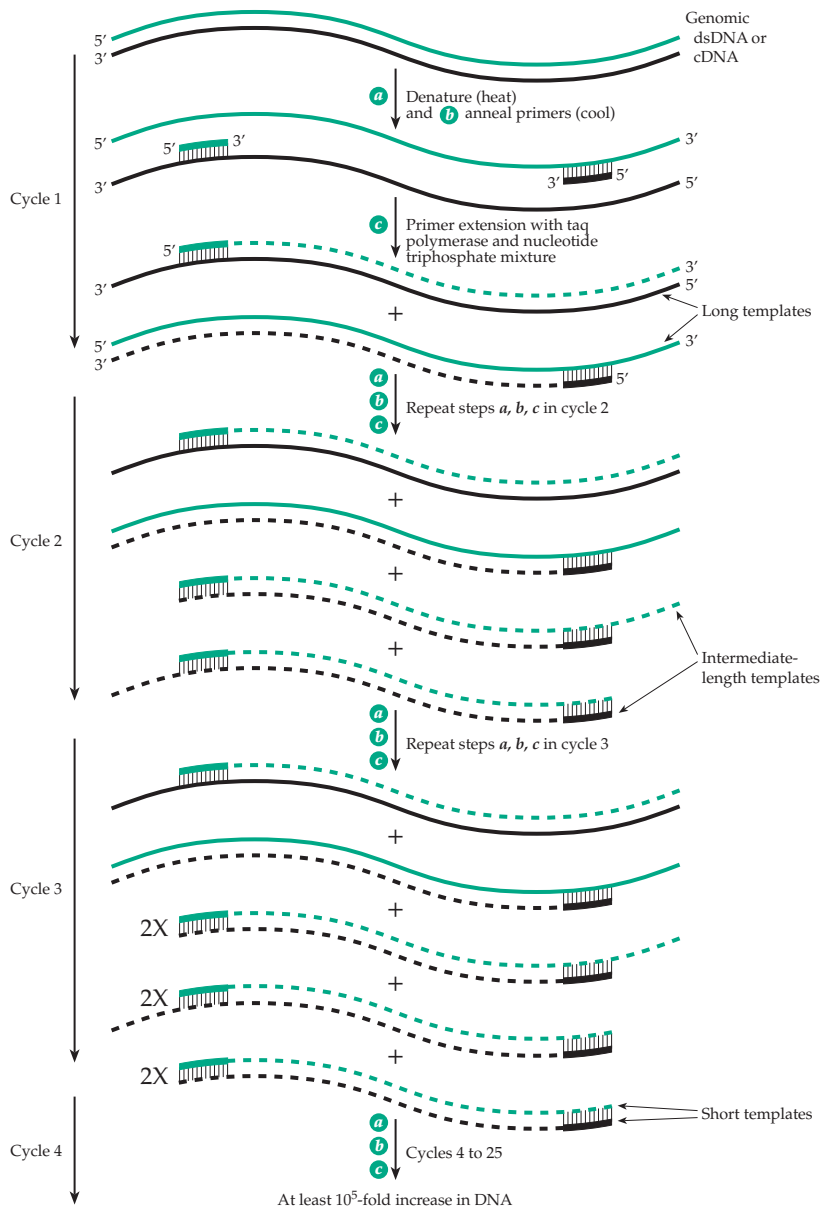 Genomic
dsDNA or
cDNA
5′
3′
a Denature (heat)
and b anneal primers (cool)
5′
5′
3′
3′
3′
3′
5′
5′
Cycle 1
c Primer extension with taq
polymerase and nucleotide
triphosphate mixture
5′
3′
3′
5′
+
Long templates
5′
3′
3′
5′
a
b
c
Repeat steps a, b, c in cycle 2
+
Cycle 2
+
+
Intermediate-
length templates
a
b
c
Repeat steps a, b, c in cycle 3
+
Cycle 3
+
2X
+
2X
+
2X
Short templates
Cycle 4
a
b
c
Cycles 4 to 25
At least 10⁵-fold increase in DNA